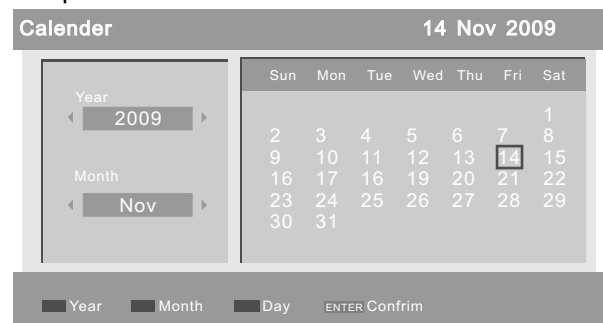 Calender 14 Nov 2009
Sun Mon Tue Wed Thu Fri Sat
Year
2009
1
2 3 4 5 6 7 8
9 10 11 12 13 14 15
Month
16 17 16 19 20 21 22
Nov
23 24 25 26 27 28 29
30 31
Year Month Day ENTER Confrim